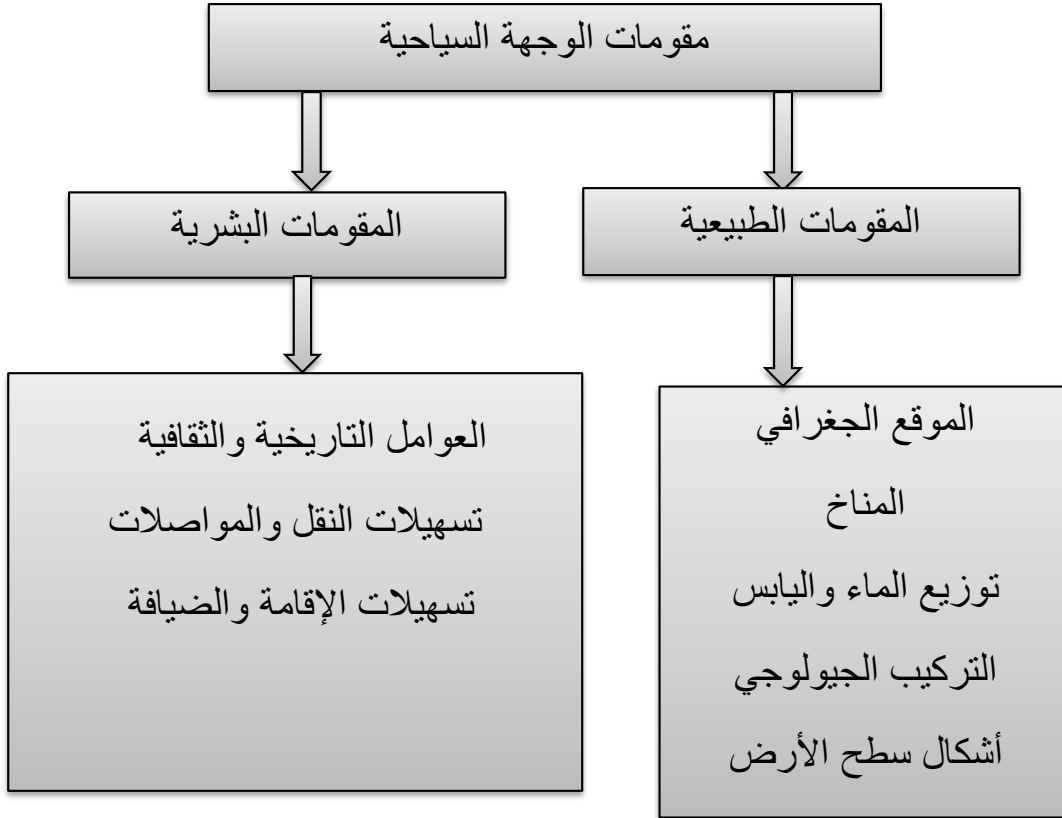 مقومات الوجهة السياحية
المقومات الطبيعية
المقومات البشرية
الموقع الجغرافي
المناخ
توزيع الماء واليابس
التركيب الجيولوجي
أشكال سطح الأرض
العوامل التاريخية والثقافية
تسهيلات النقل والمواصلات
تسهيلات الإقامة والضيافة